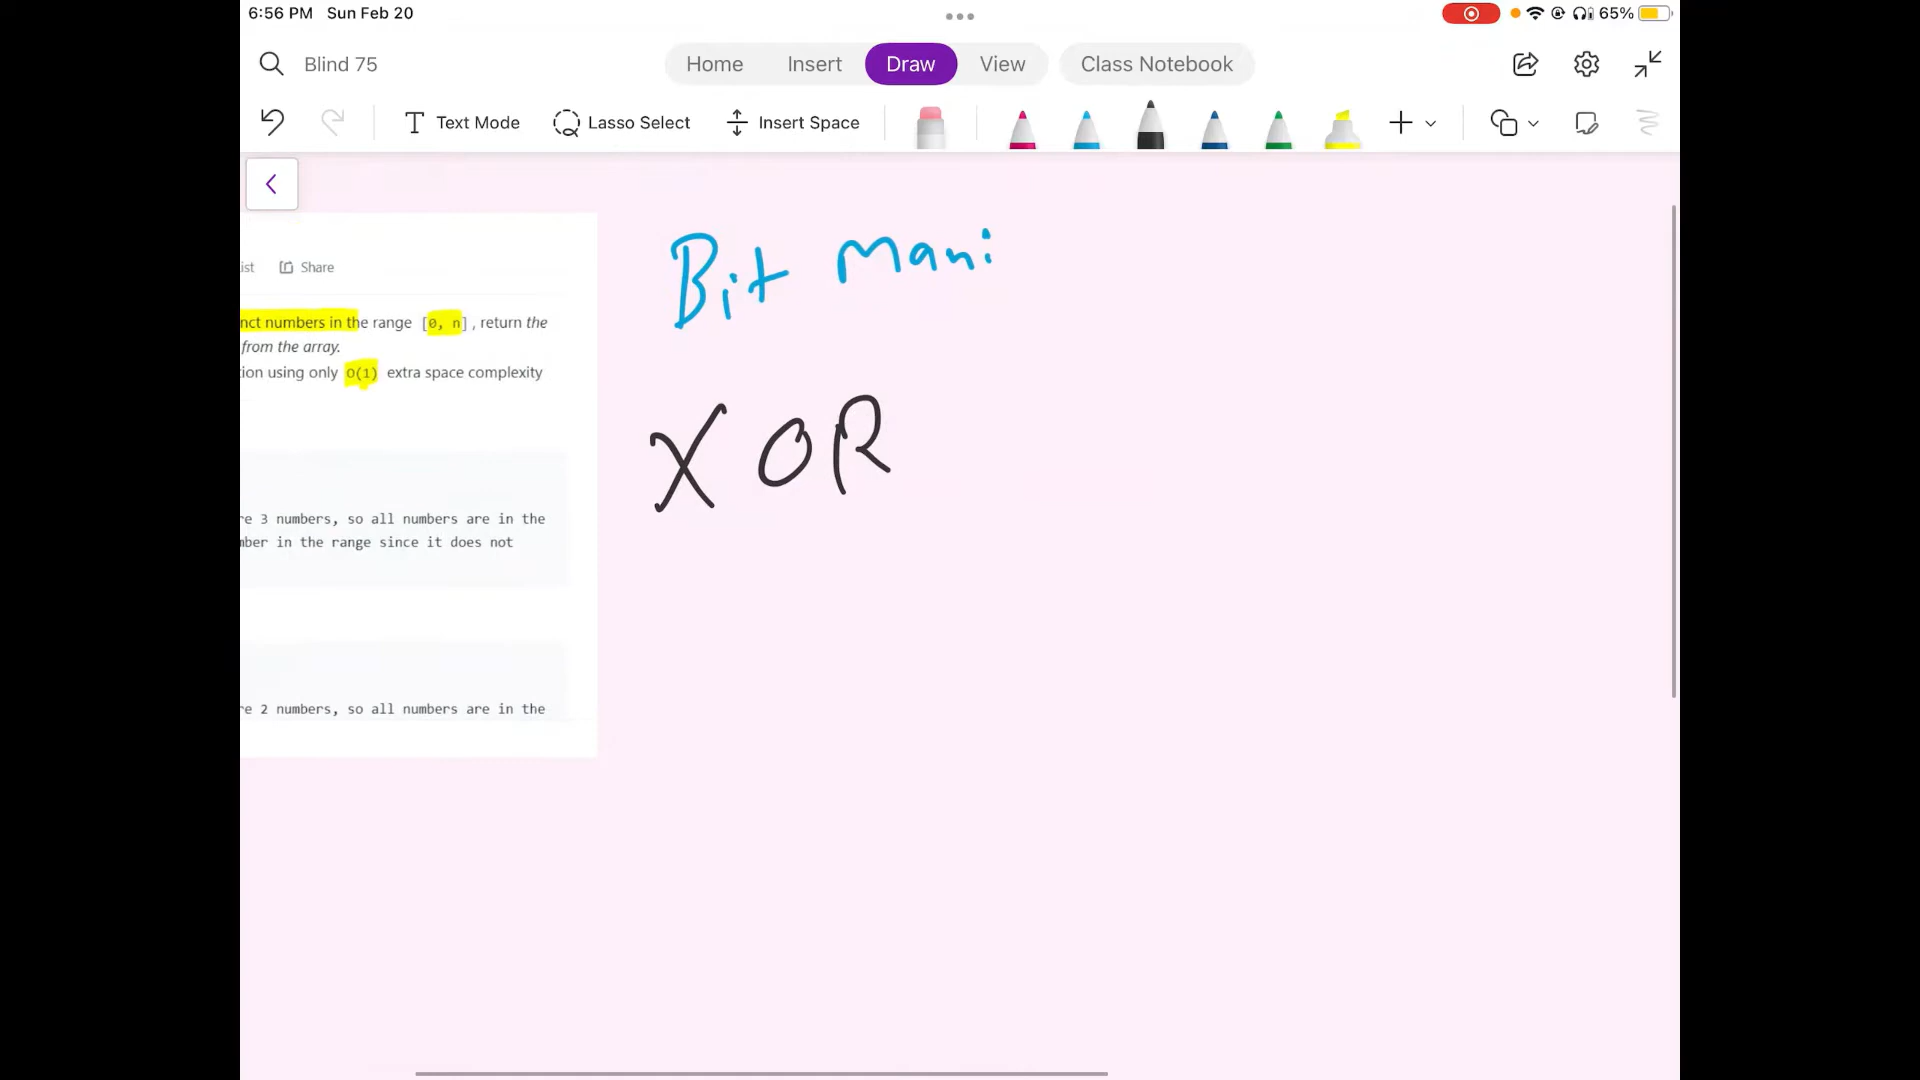 6:56 PM Sun Feb 20
65%
Blind 75
Home Insert Draw View Class Notebook
Text Mode Lasso Select Insert Space
ist Share
nct numbers in the range [0, n], return the
from the array.
ion using only O(1) extra space complexity
re 3 numbers, so all numbers are in the
mber in the range since it does not
re 2 numbers, so all numbers are in the
Bit Mani
XOR